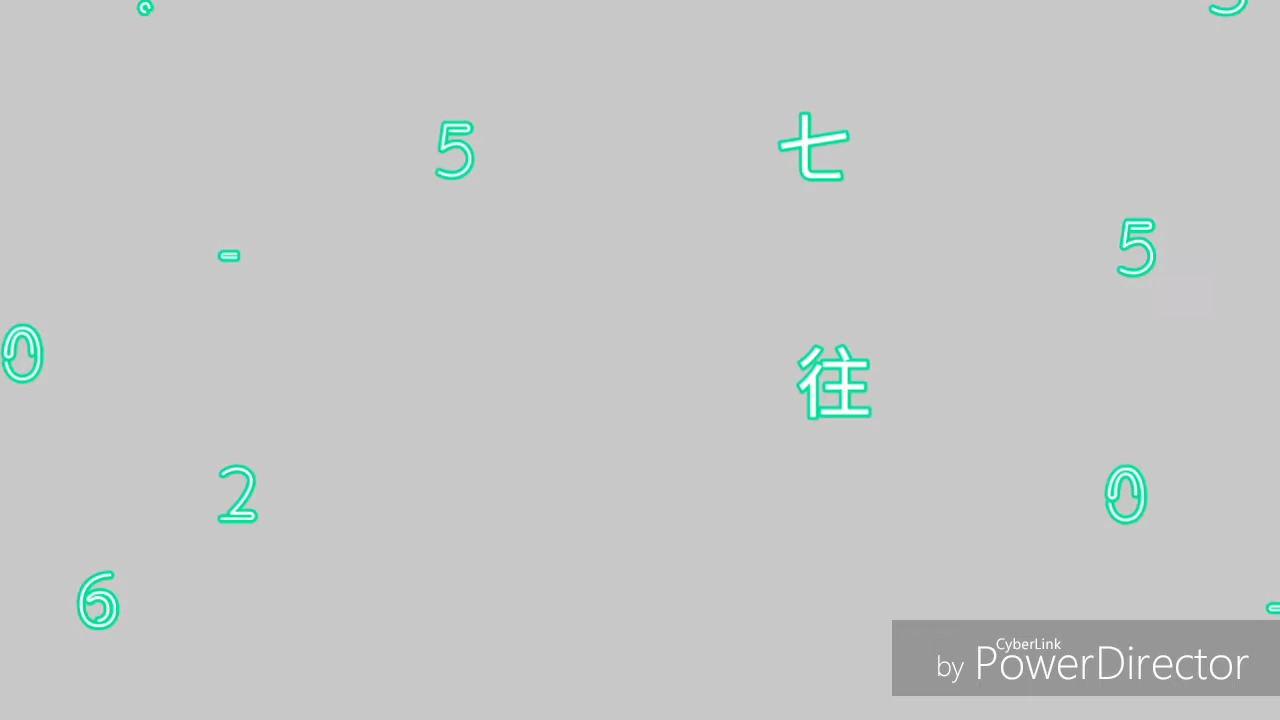 5 七
- 5
0 往
2 0
6 -
CyberLink
by PowerDirector